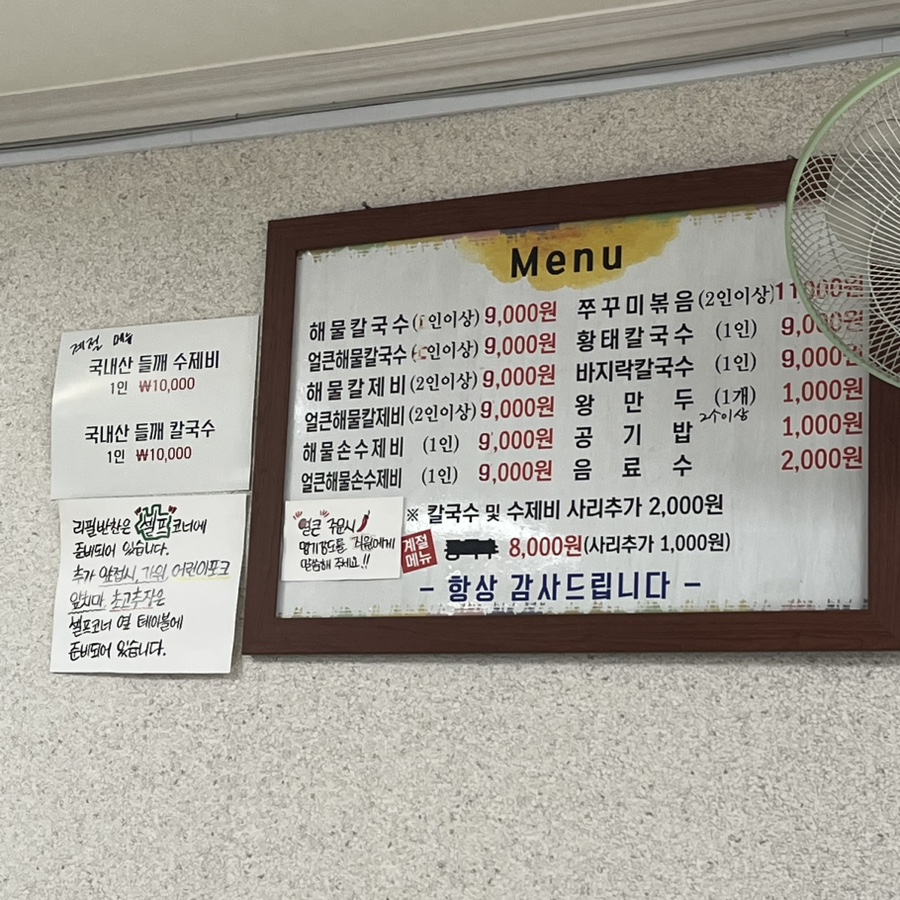 계절 메뉴
국내산 들깨 수제비
1인 ₩10,000
국내산 들깨 칼국수
1인 ₩10,000
리필반찬은 셀프코너에
준비되어 있습니다.
추가 앞접시, 가위, 어린이포크
앞치마, 초고추장은
셀프코너 옆 테이블에
준비되어 있습니다.
Menu
해물칼국수 ( 인이상) 9,000원
얼큰해물칼국수 ( 인이상) 9,000원
해물칼제비 (2인이상) 9,000원
얼큰해물칼제비 (2인이상) 9,000원
해물손수제비 (1인) 9,000원
얼큰해물손수제비 (1인) 9,000원
쭈꾸미볶음 (2인이상) 11,000원
황태칼국수 (1인) 9,000원
바지락칼국수 (1인) 9,000원
왕만두 (1개) 1,000원
2개이상
공기밥 1,000원
음료수 2,000원
※ 칼국수 및 수제비 사리추가 2,000원
계절
메뉴
8,000원(사리추가 1,000원)
얼큰 주문시
맵기정도를 직원에게
말씀해 주세요!!
- 항상 감사드립니다 -